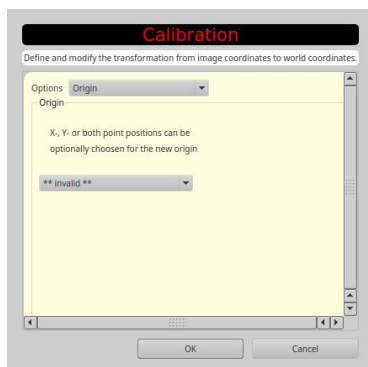 Calibration
Define and modify the transformation from image coordinates to world coordinates.
Options Origin
Origin
X-, Y- or both point positions can be
optionally choosen for the new origin
** invalid **
OK Cancel